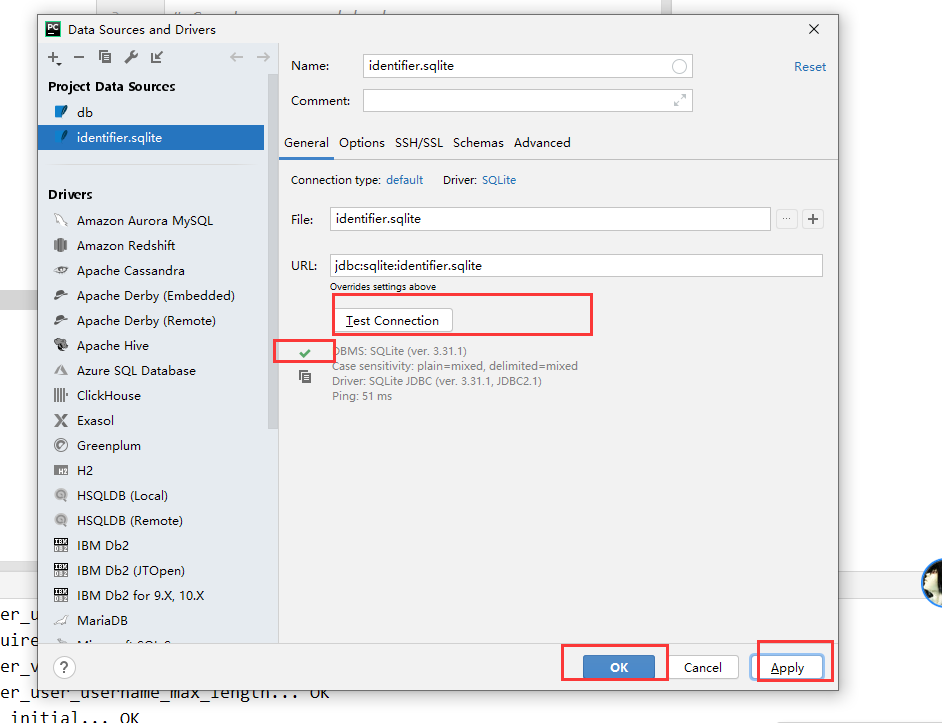 PC Data Sources and Drivers
Project Data Sources
db
identifier.sqlite
Drivers
Amazon Aurora MySQL
Amazon Redshift
Apache Cassandra
Apache Derby (Embedded)
Apache Derby (Remote)
Apache Hive
Azure SQL Database
ClickHouse
Exasol
Greenplum
H2
HSQLDB (Local)
HSQLDB (Remote)
IBM Db2
IBM Db2 (JTOpen)
IBM Db2 for 9.X, 10.X
MariaDB
Name: identifier.sqlite
Reset
Comment:
General Options SSH/SSL Schemas Advanced
Connection type: default Driver: SQLite
File: identifier.sqlite
URL: jdbc:sqlite:identifier.sqlite
Overrides settings above
Test Connection
DBMS: SQLite (ver. 3.31.1)
Case sensitivity: plain=mixed, delimited=mixed
Driver: SQLite JDBC (ver. 3.31.1, JDBC2.1)
Ping: 51 ms
? OK Cancel Apply
er_u
uire
er_v
er_user_username_max_length... OK
initial... OK